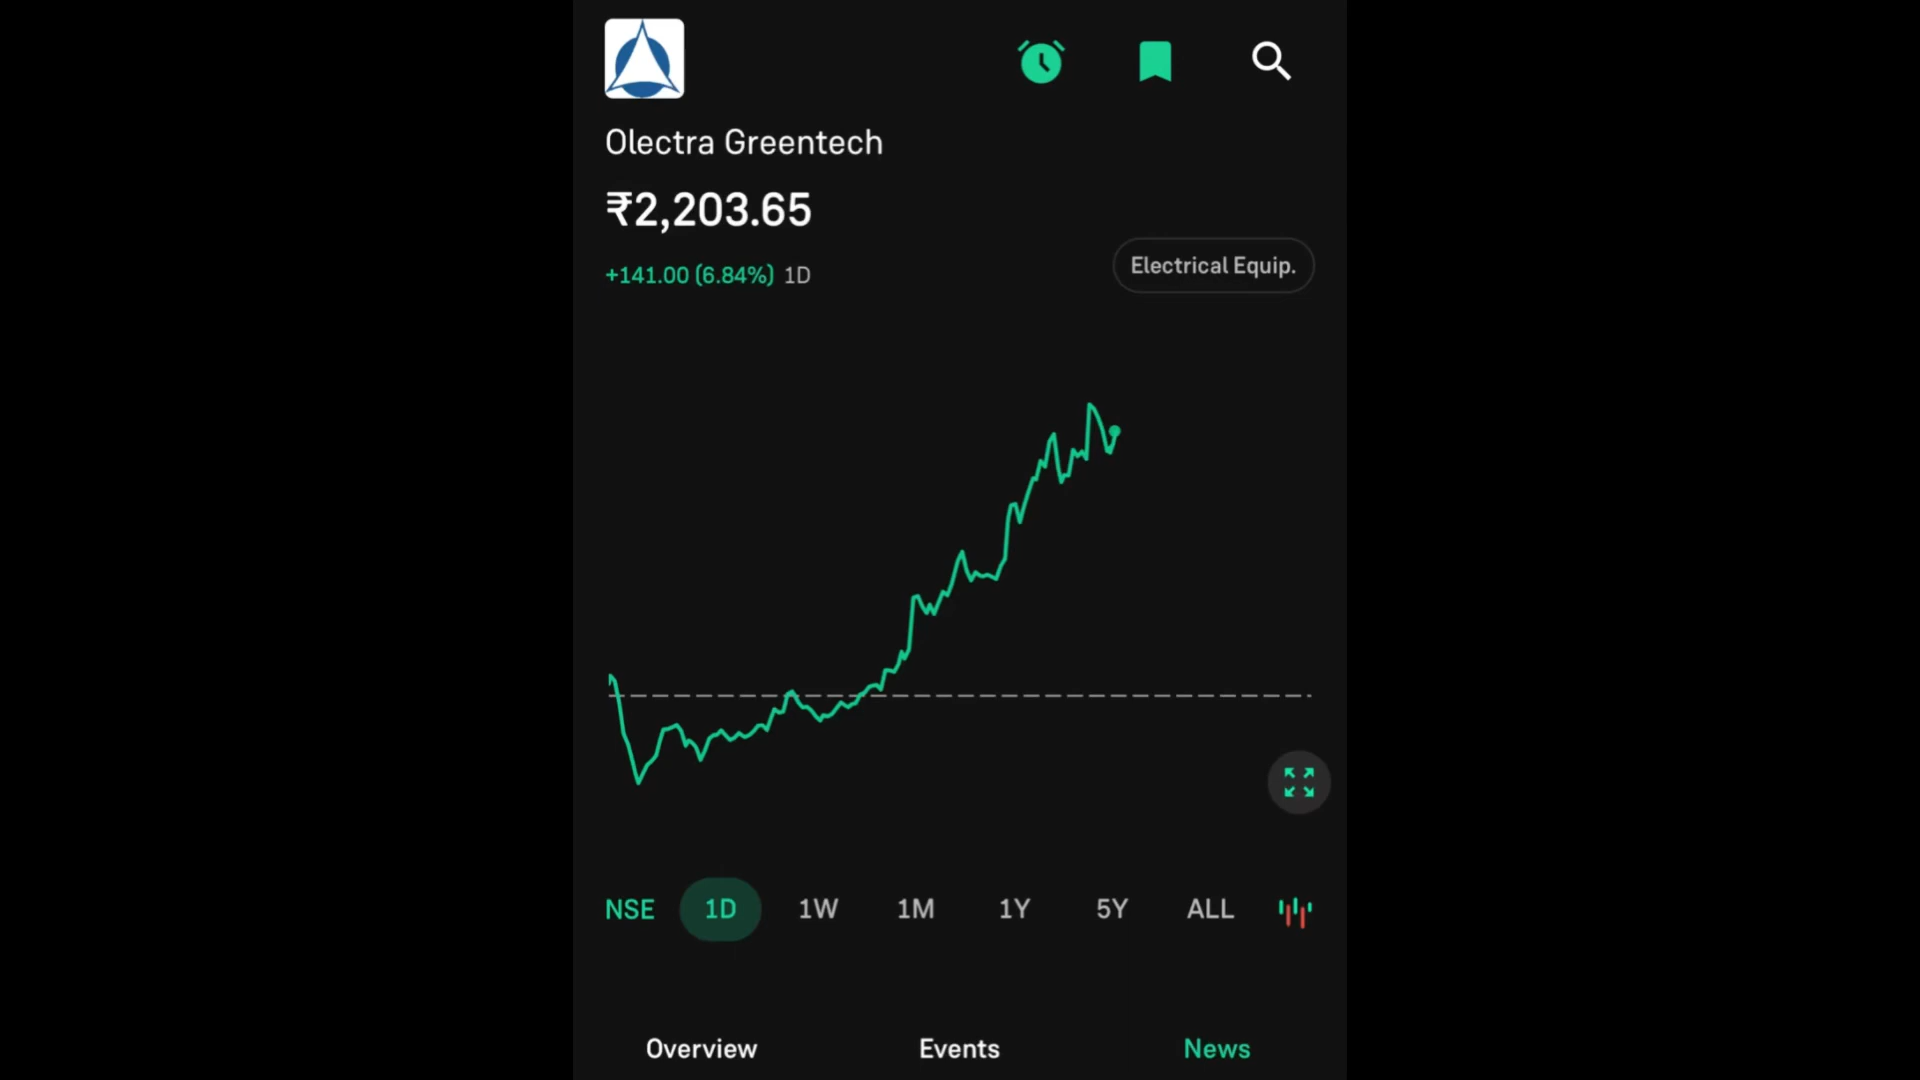 Olectra Greentech
₹2,203.65
+141.00 (6.84%) 1D
Electrical Equip.
NSE 1D 1W 1M 1Y 5Y ALL
Overview Events News